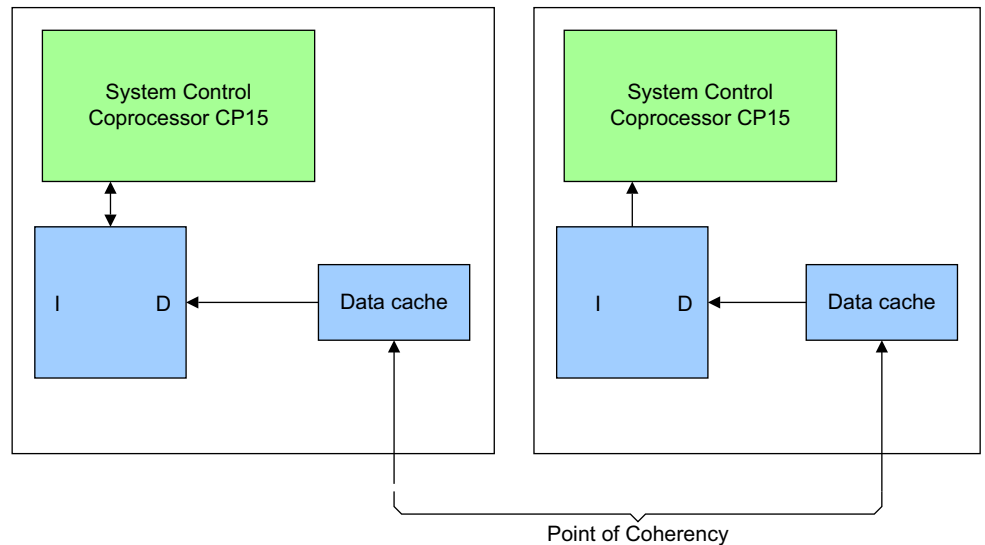 System Control
Coprocessor CP15
System Control
Coprocessor CP15
I
D
Data cache
I
D
Data cache
Point of Coherency